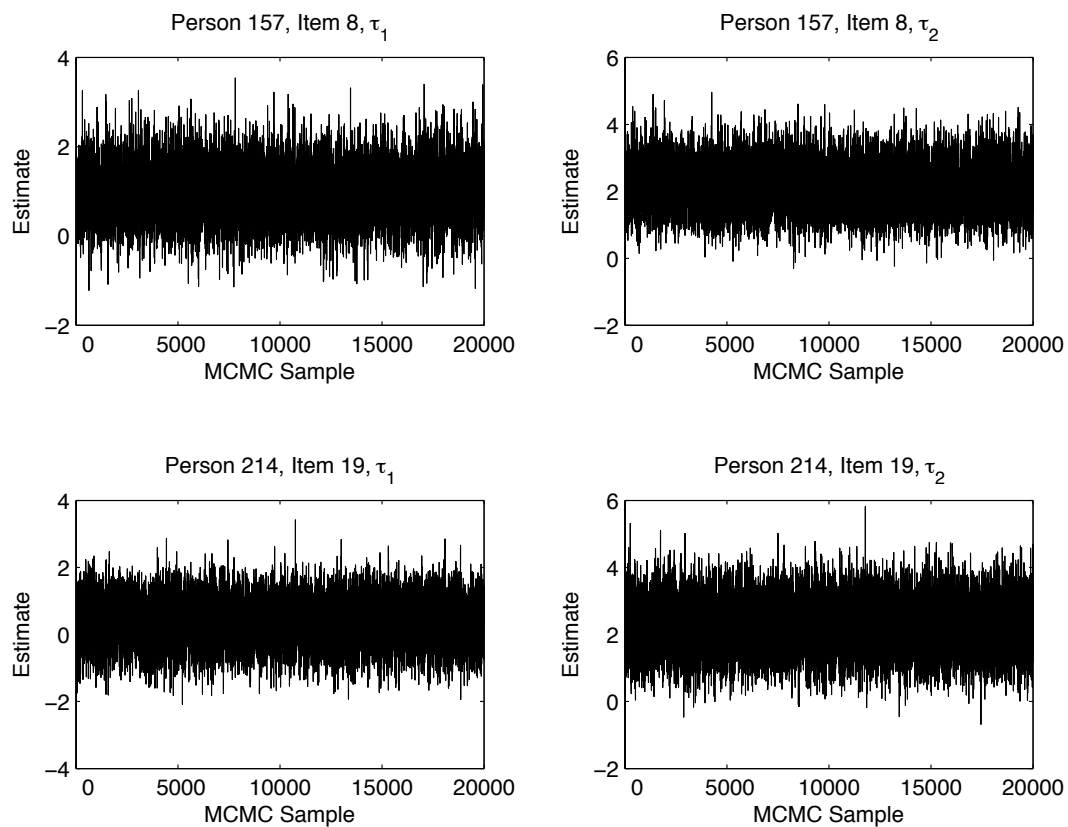 Person 157, Item 8, τ1
4
2
0
−2
Estimate
0 5000 10000 15000 20000
MCMC Sample
Person 157, Item 8, τ2
6
4
2
0
−2
Estimate
0 5000 10000 15000 20000
MCMC Sample
Person 214, Item 19, τ1
4
2
0
−2
−4
Estimate
0 5000 10000 15000 20000
MCMC Sample
Person 214, Item 19, τ2
6
4
2
0
−2
Estimate
0 5000 10000 15000 20000
MCMC Sample